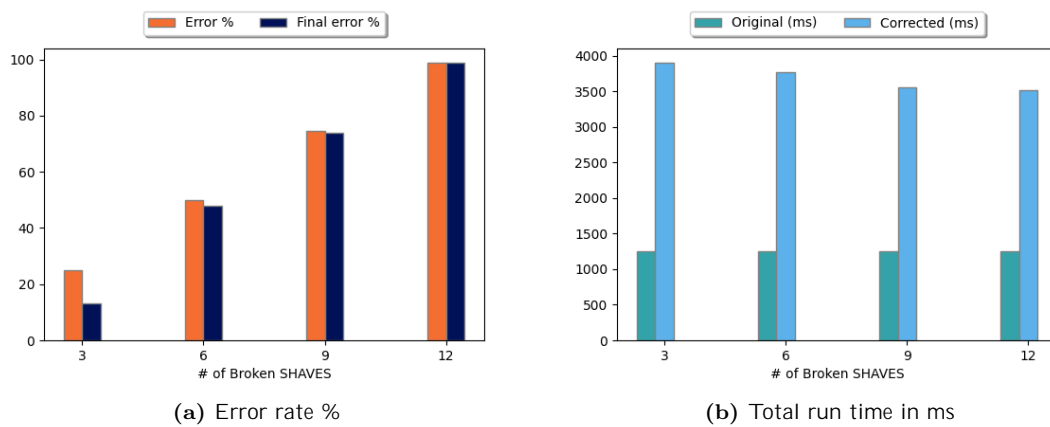 Error %  Final error %
100
80
60
40
20
0
3 6 9 12
# of Broken SHAVES
(a) Error rate %
Original (ms)  Corrected (ms)
4000
3500
3000
2500
2000
1500
1000
500
0
3 6 9 12
# of Broken SHAVES
(b) Total run time in ms